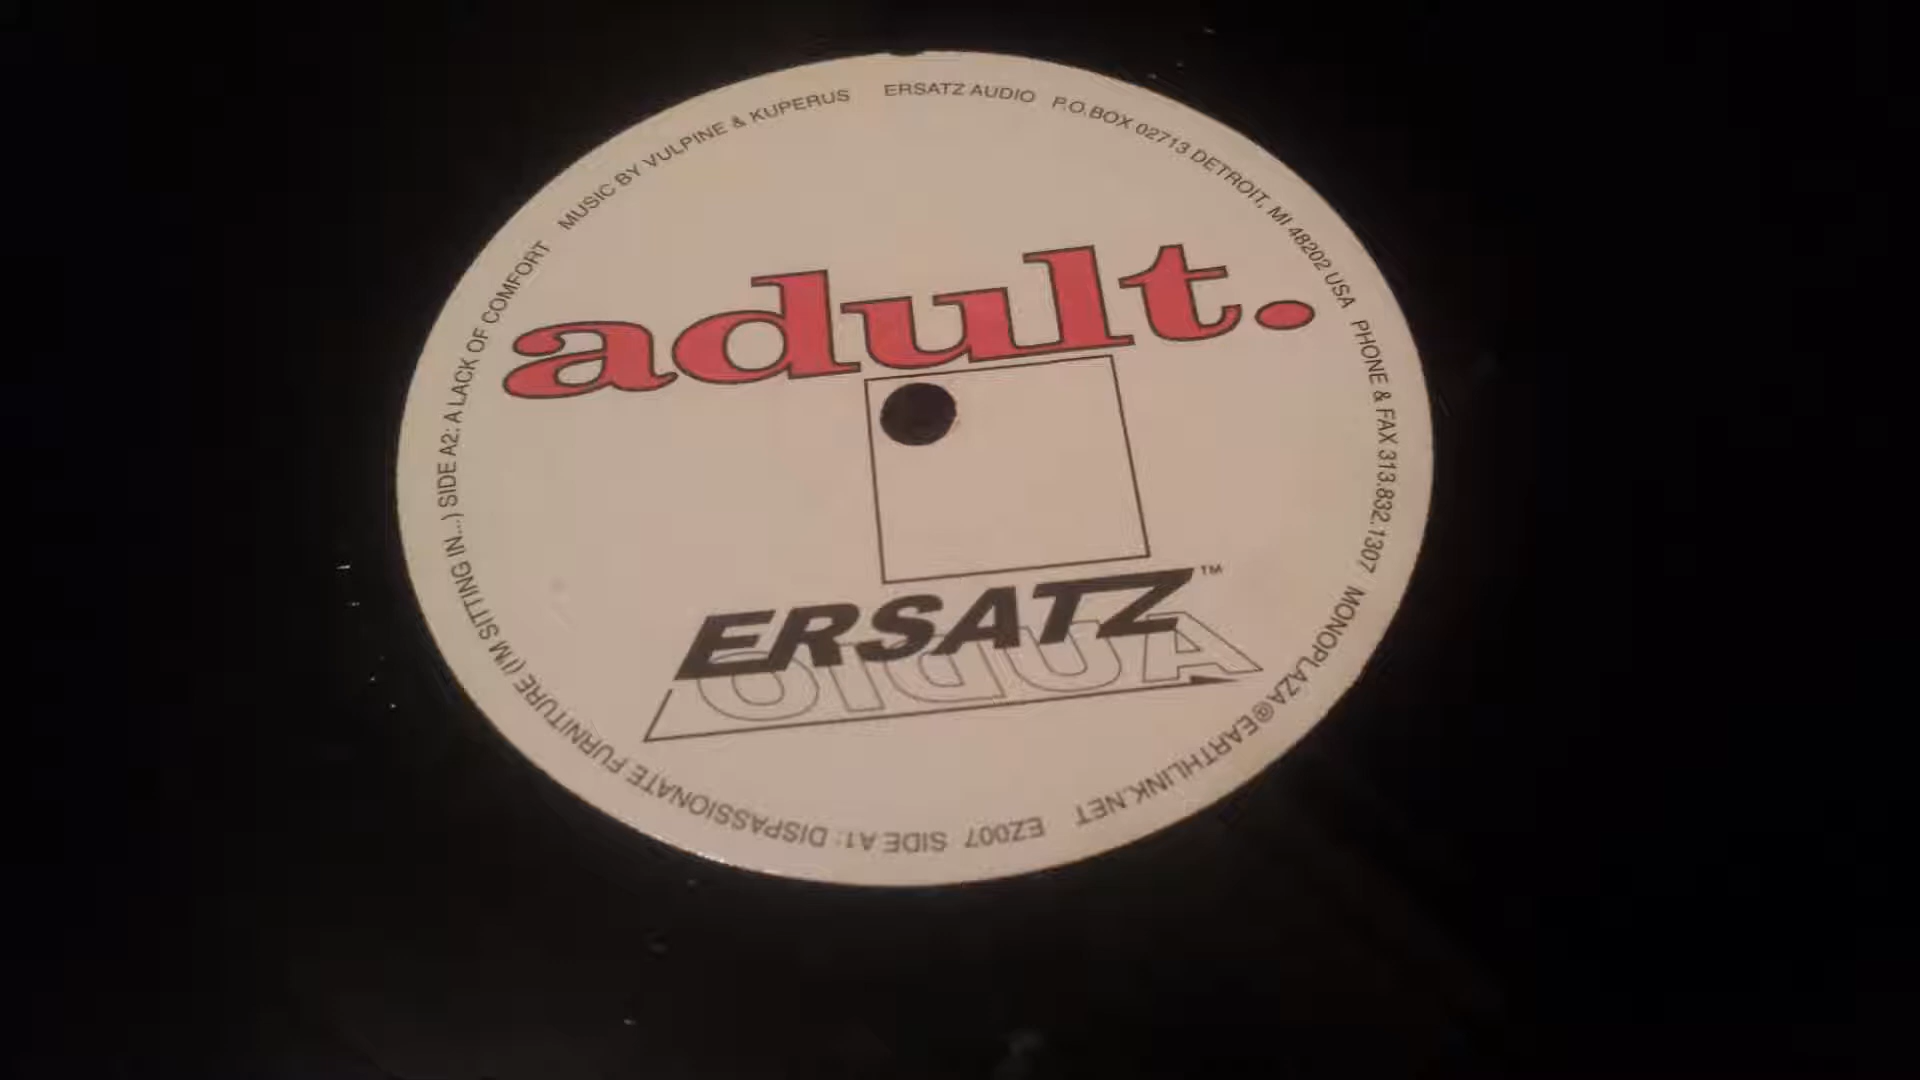 EZ007 SIDE A1: DISPASSIONATE FURNITURE (I'M SITTING IN...) SIDE A2: A LACK OF COMFORT MUSIC BY VULPINE & KUPERUS ERSATZ AUDIO P.O.BOX 02713 DETROIT, MI 48202 USA PHONE & FAX 313.832.1307 MONOPLAZA@EARTHLINK.NET
adult.
ERSATZ™
AUDIO